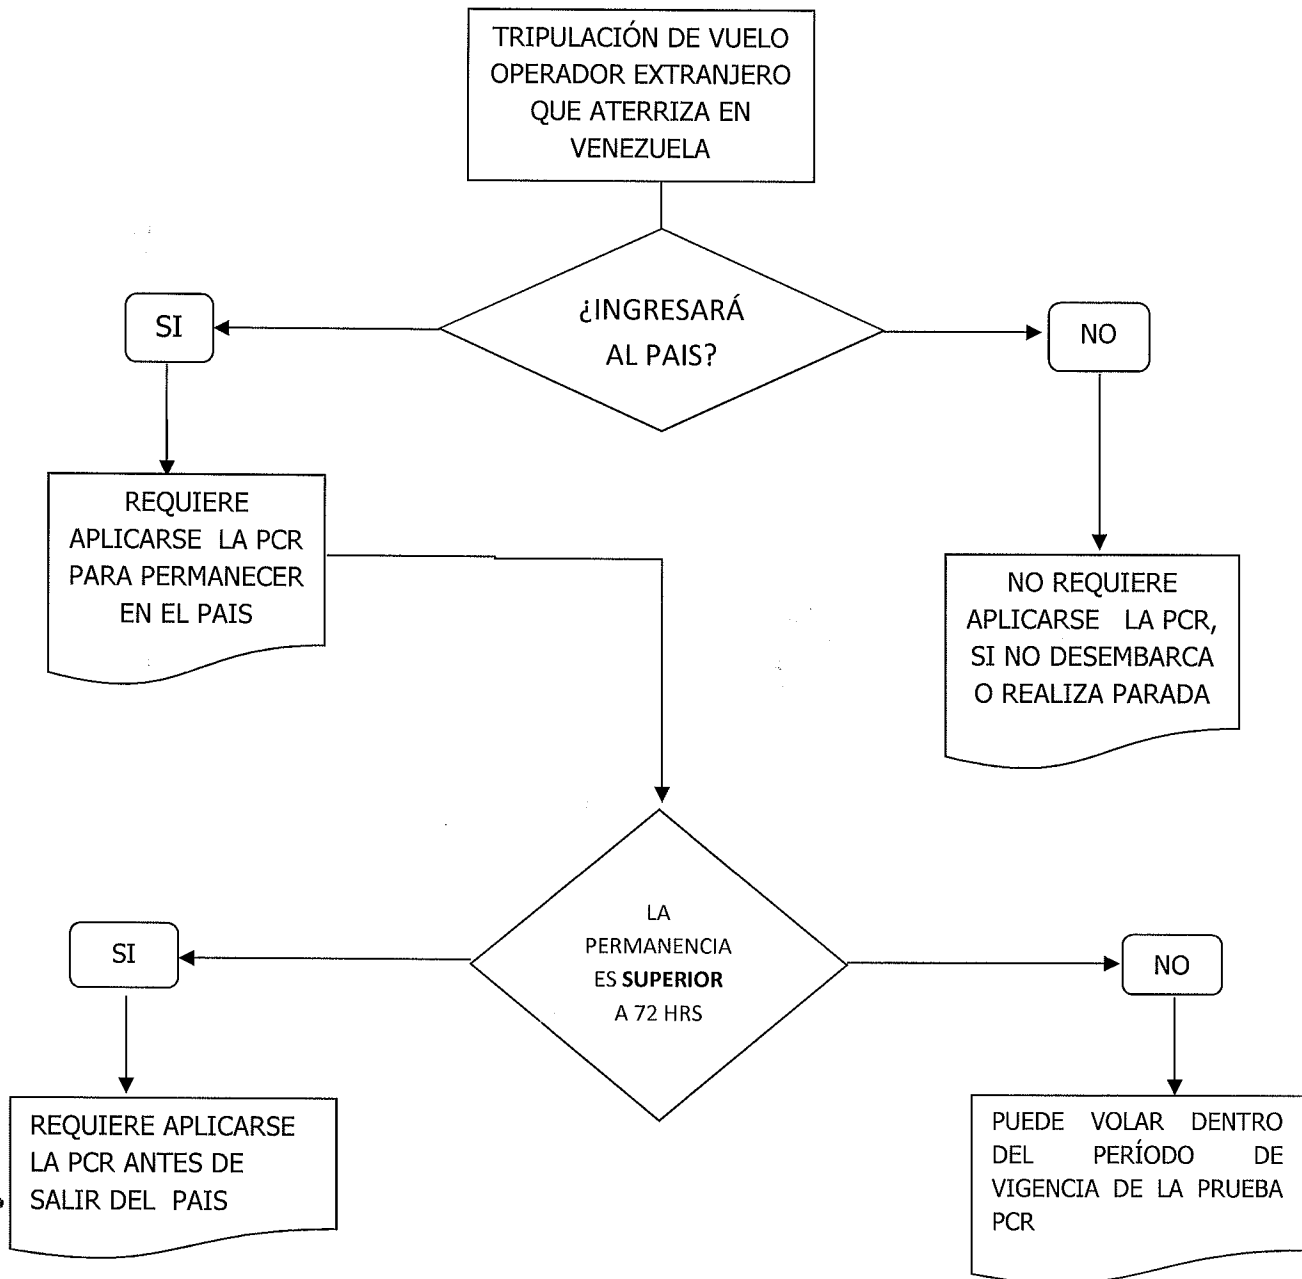 TRIPULACIÓN DE VUELO
OPERADOR EXTRANJERO
QUE ATERRIZA EN
VENEZUELA
¿INGRESARÁ
AL PAIS?
SI
NO
REQUIERE
APLICARSE LA PCR
PARA PERMANECER
EN EL PAIS
NO REQUIERE
APLICARSE LA PCR,
SI NO DESEMBARCA
O REALIZA PARADA
LA
PERMANENCIA
ES SUPERIOR
A 72 HRS
SI
NO
REQUIERE APLICARSE
LA PCR ANTES DE
SALIR DEL PAIS
PUEDE VOLAR DENTRO
DEL PERÍODO DE
VIGENCIA DE LA PRUEBA
PCR